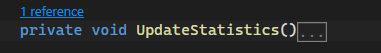 1 reference
private void UpdateStatistics()...